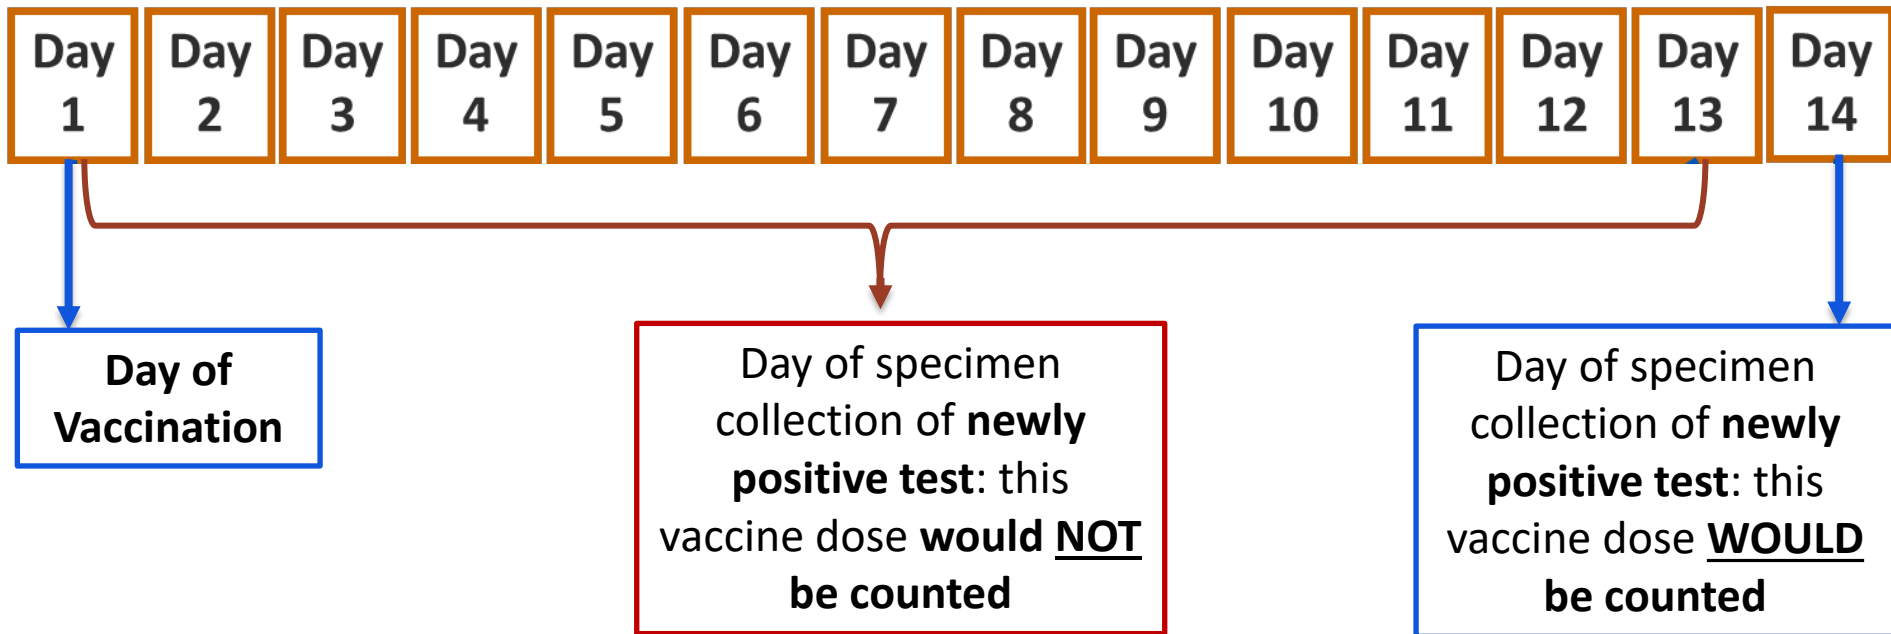 Day Day Day Day Day Day Day Day Day Day Day Day Day Day
1 2 3 4 5 6 7 8 9 10 11 12 13 14
Day of
Vaccination
Day of specimen
collection of newly
positive test: this
vaccine dose would NOT
be counted
Day of specimen
collection of newly
positive test: this
vaccine dose WOULD
be counted